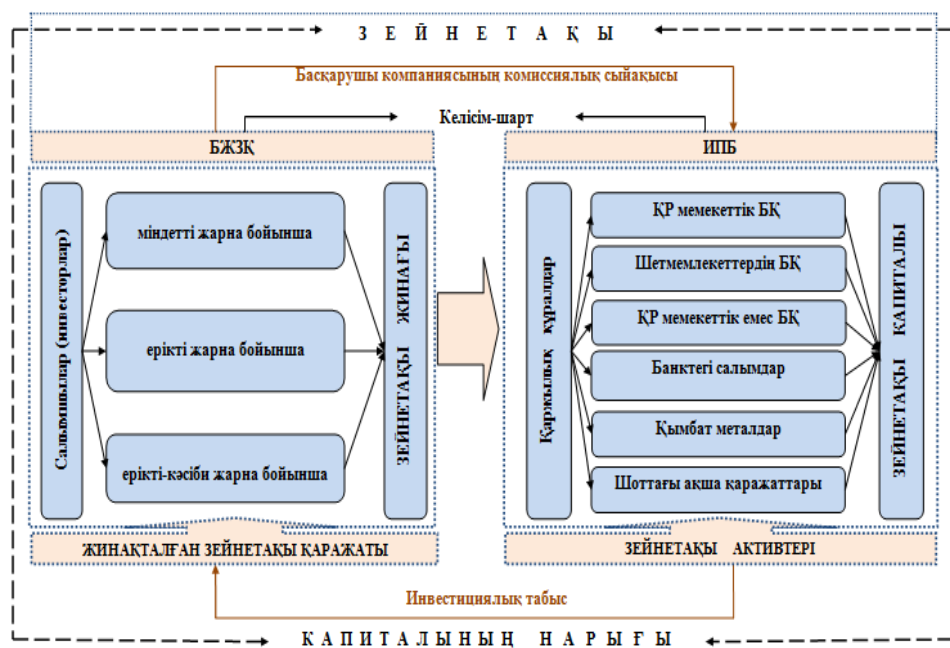 З Е Й Н Е Т А Қ Ы
Басқарушы компаниясының комиссиялық сыйақысы
Келісім-шарт
БЖЗҚ
ИПБ
Салымшылар (инвесторлар)
міндетті жарна бойынша
ерікті жарна бойынша
ерікті-кәсіби жарна бойынша
ЗЕЙНЕТАҚЫ ЖИНАҒЫ
Қаржылық құралдар
ҚР мемекеттік БҚ
Шетмемлекеттердің БҚ
ҚР мемекеттік емес БҚ
Банктегі салымдар
Қымбат металдар
Шоттағы ақша қаражаттары
ЗЕЙНЕТАҚЫ КАПИТАЛЫ
ЖИНАҚТАЛҒАН ЗЕЙНЕТАҚЫ ҚАРАЖАТЫ
ЗЕЙНЕТАҚЫ АКТИВТЕРІ
Инвестициялық табыс
К А П И Т А Л Ы Н Ы Ң Н А Р Ы Ғ Ы